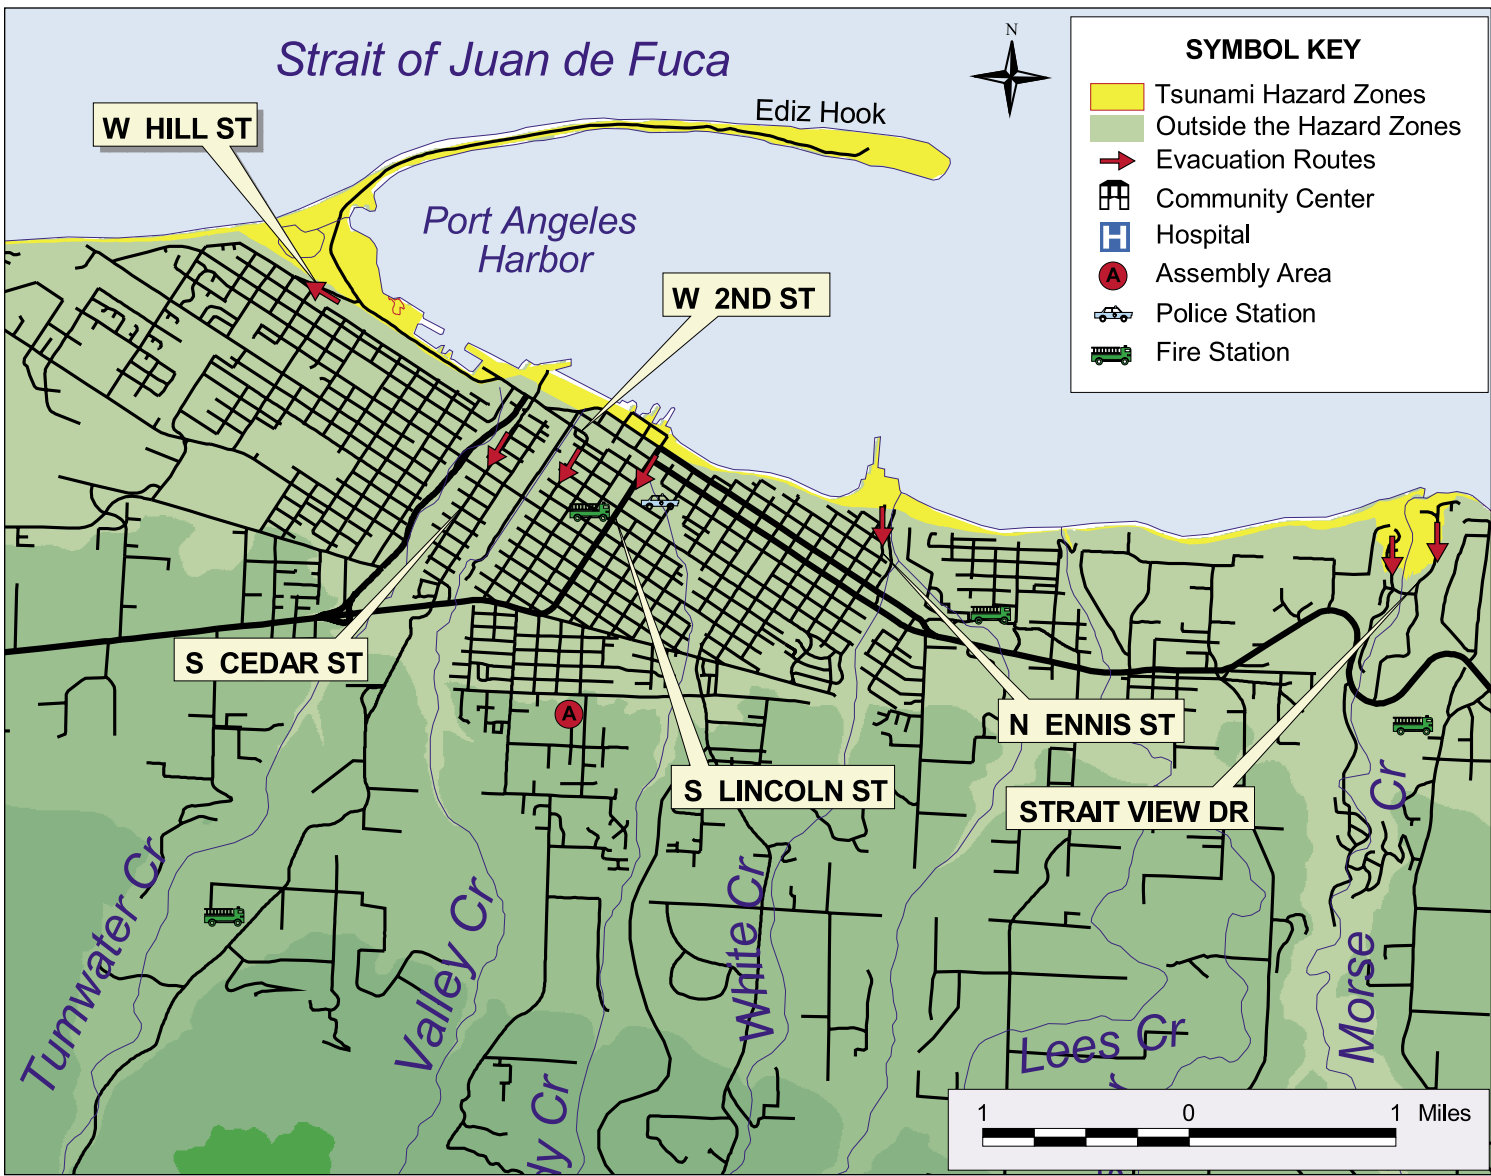 Strait of Juan de Fuca
N
SYMBOL KEY
Tsunami Hazard Zones
Outside the Hazard Zones
Evacuation Routes
Community Center
H
Hospital
A
Assembly Area
Police Station
Fire Station
Ediz Hook
W HILL ST
Port Angeles
Harbor
W 2ND ST
S CEDAR ST
A
N ENNIS ST
S LINCOLN ST
STRAIT VIEW DR
Tumwater Cr
Valley Cr
White Cr
Lees Cr
Morse Cr
dy Cr
1 0 1 Miles